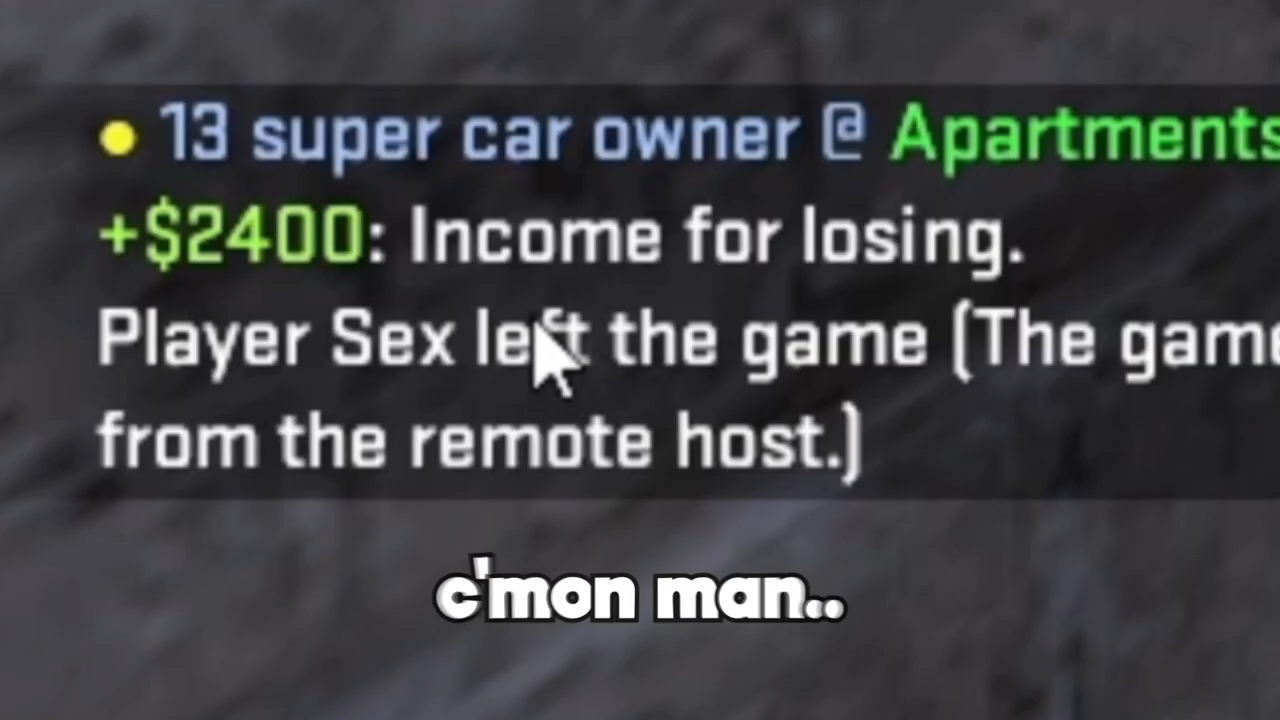 13 super car owner @ Apartments
+$2400: Income for losing.
Player Sex left the game (The game
from the remote host.)
c'mon man..